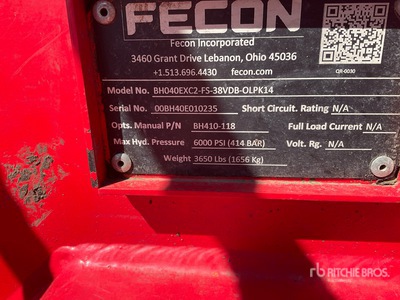 FECON
Fecon Incorporated
3460 Grant Drive Lebanon, Ohio 45036
+1.513.696.4430 fecon.com
QR-0030
Model No. BH040EXC2-FS-38VDB-OLPK14
Serial No. 00BH40E010235 Short Circuit. Rating N/A
Opts. Manual P/N BH410-118 Full Load Current N/A
Max Hyd. Pressure 6000 PSI (414 BAR) Volt. Rg. N/A
Weight 3650 Lbs (1656 Kg)
rb RITCHIE BROS.